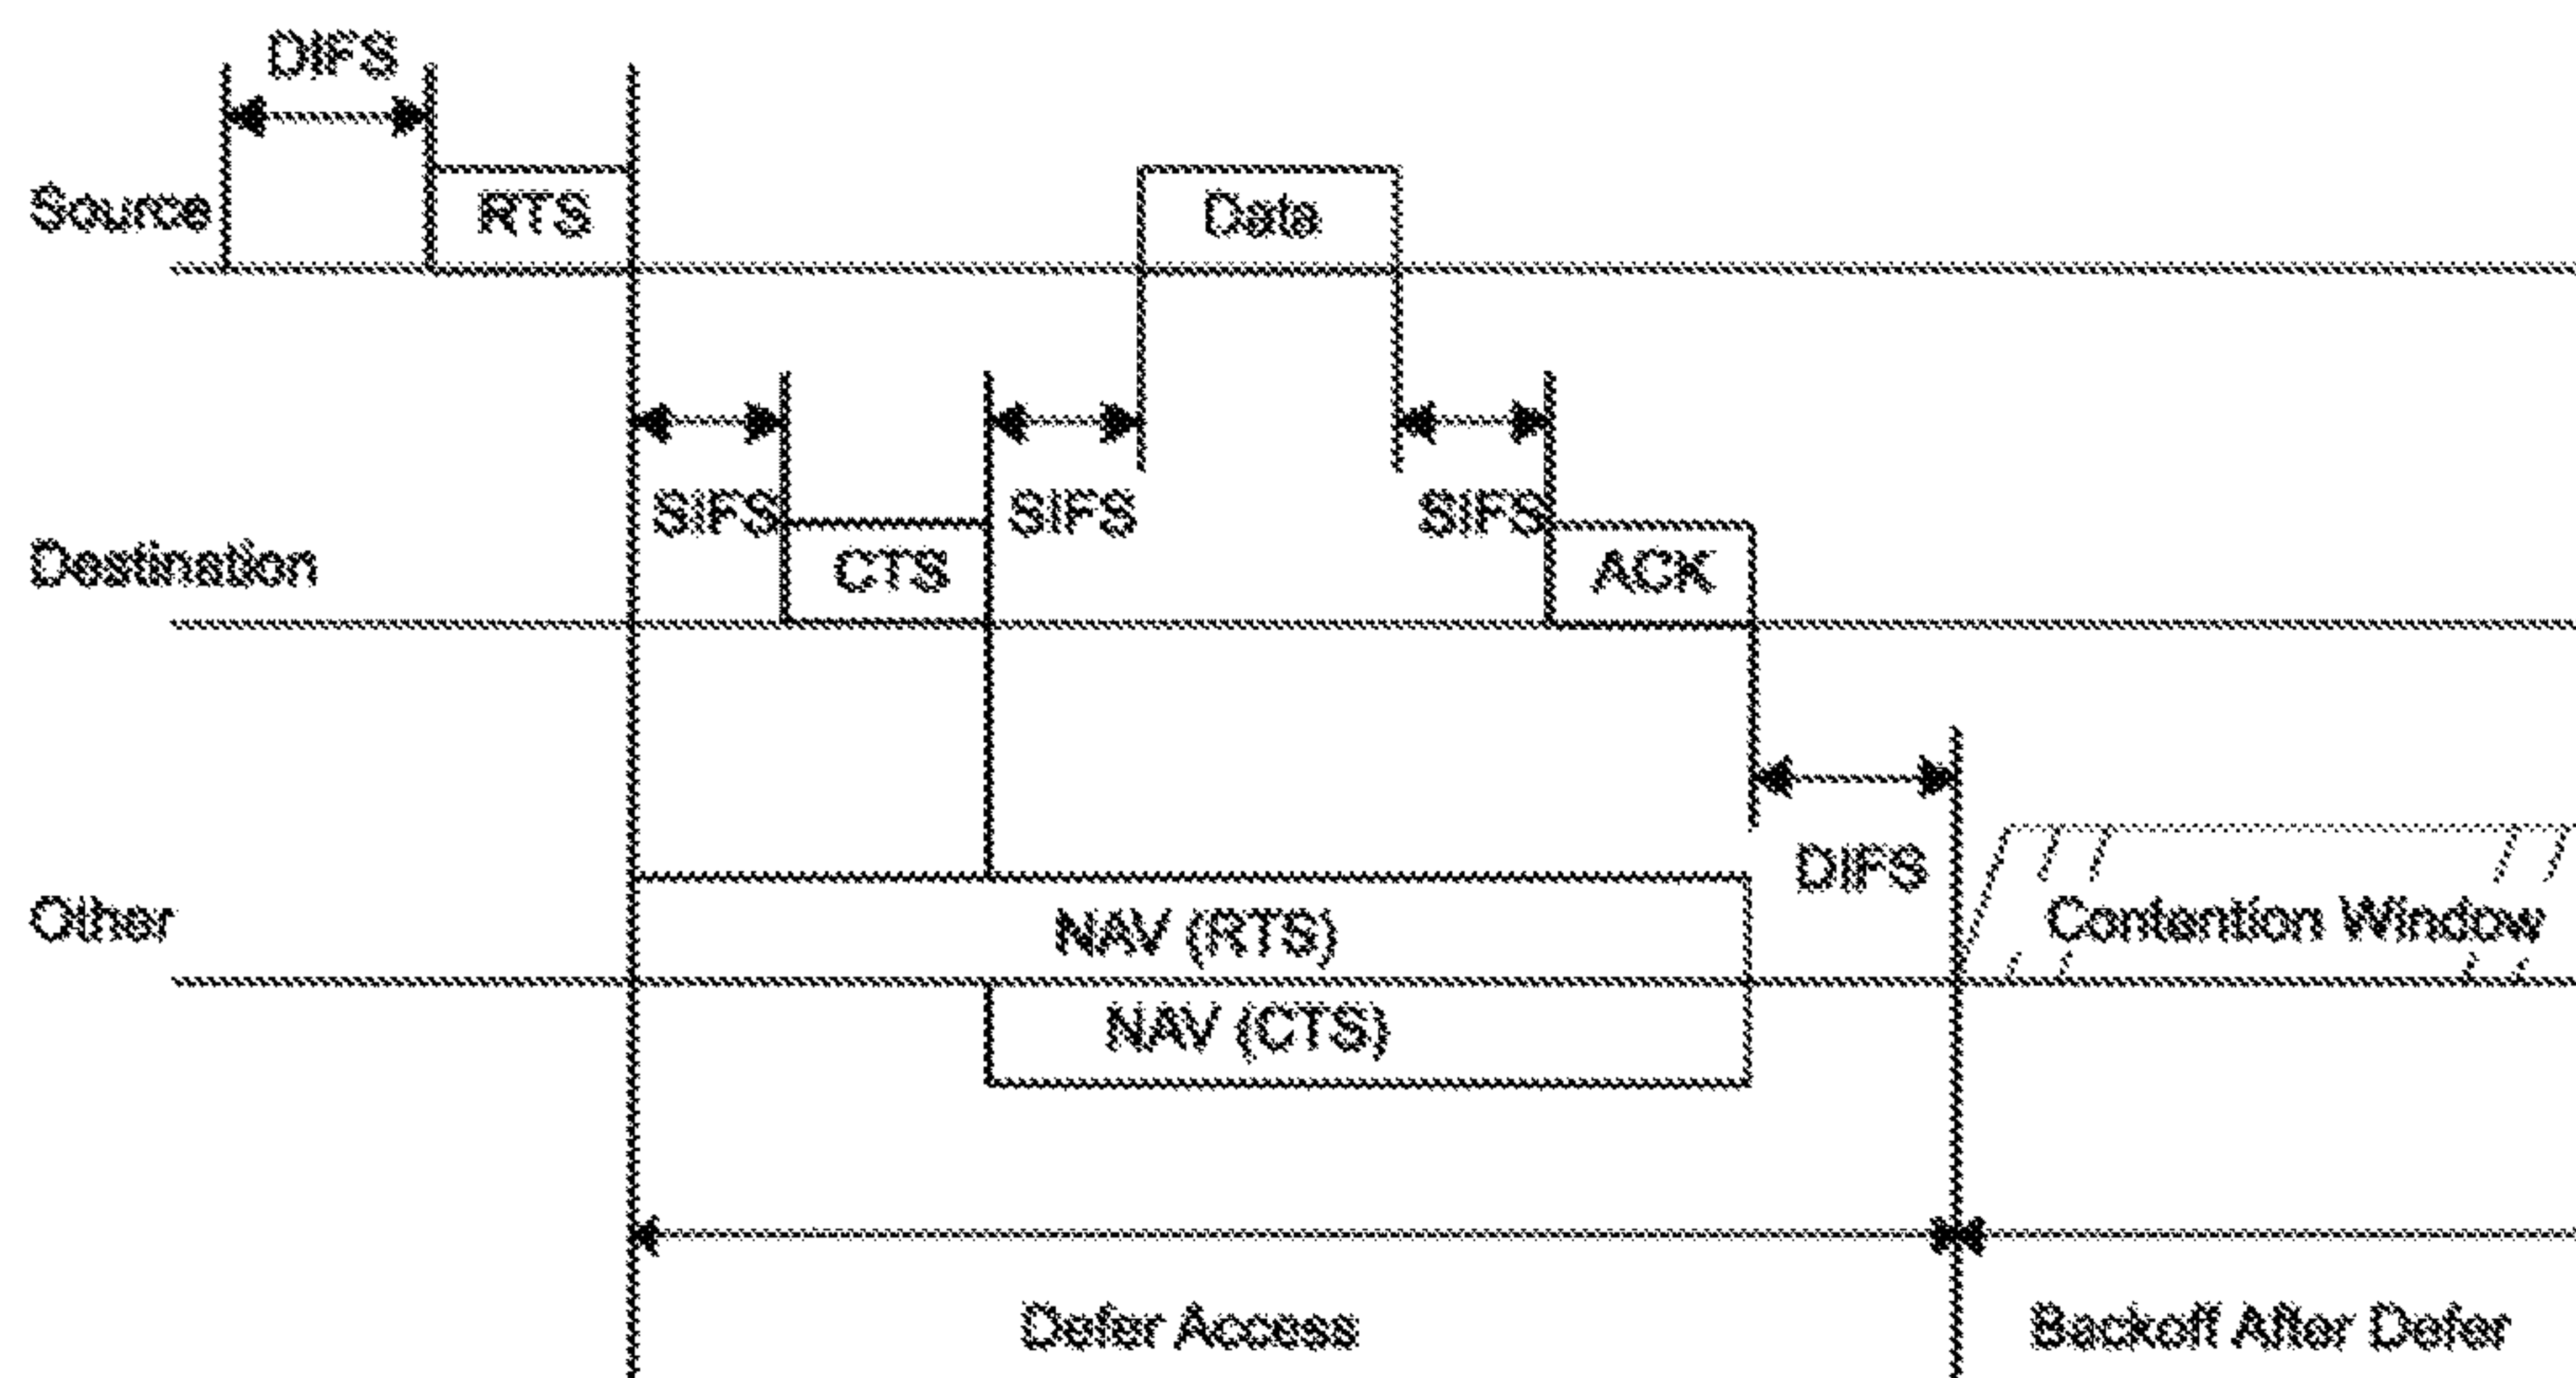 DIFS
Source
RTS
Data
SIFS
SIFS
SIFS
Destination
CTS
ACK
DIFS
Other
NAV (RTS)
Contention Window
NAV (CTS)
Defer Access
Backoff After Defer